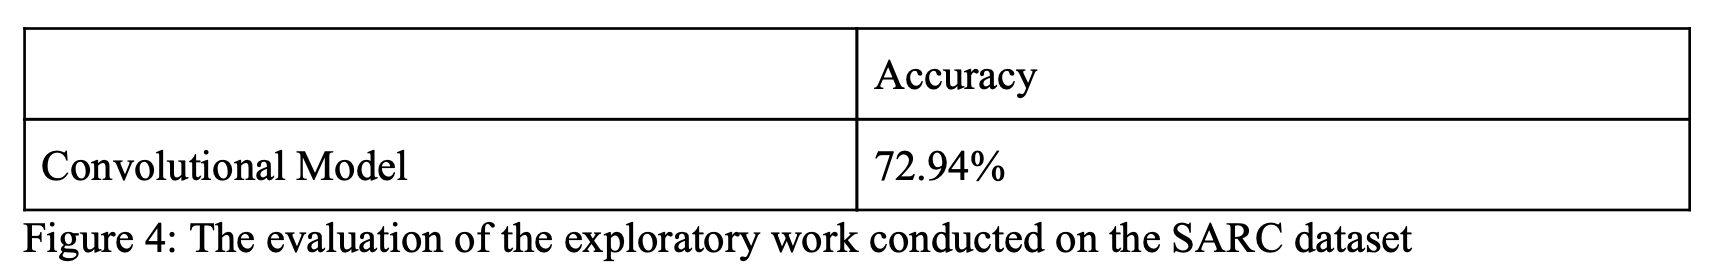 Accuracy
Convolutional Model 72.94%
Figure 4: The evaluation of the exploratory work conducted on the SARC dataset